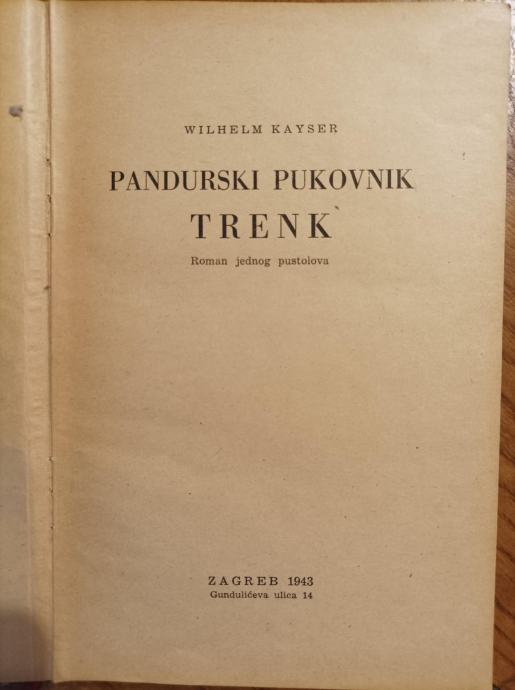 WILHELM KAYSER
PANDURSKI PUKOVNIK
TRENK
Roman jednog pustolova
ZAGREB 1943
Gundulićeva ulica 14